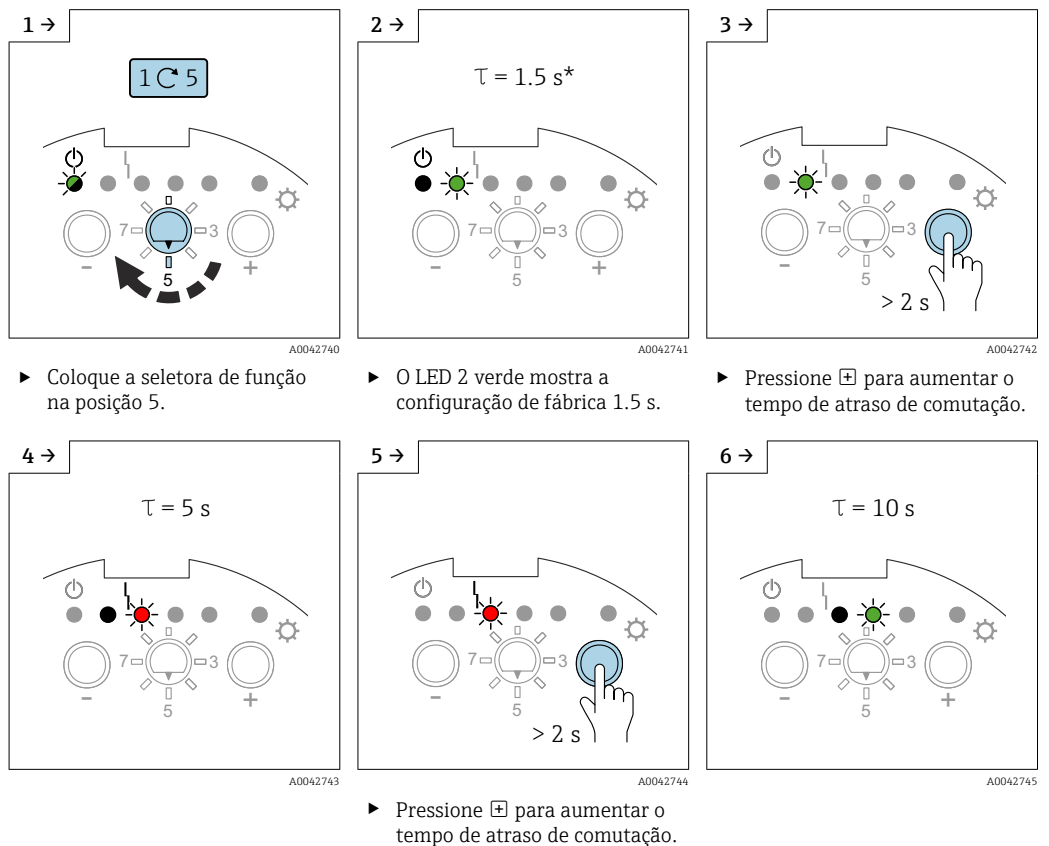 1 →
1 ↻ 5
7
3
5
−
+
A0042740
▸ Coloque a seletora de função
na posição 5.
2 →
τ = 1.5 s*
7
3
5
−
+
A0042741
▸ O LED 2 verde mostra a
configuração de fábrica 1.5 s.
3 →
7
3
5
−
+
> 2 s
A0042742
▸ Pressione ⊞ para aumentar o
tempo de atraso de comutação.
4 →
τ = 5 s
7
3
5
−
+
A0042743
5 →
7
3
5
−
> 2 s
A0042744
▸ Pressione ⊞ para aumentar o
tempo de atraso de comutação.
6 →
τ = 10 s
7
3
5
−
+
A0042745